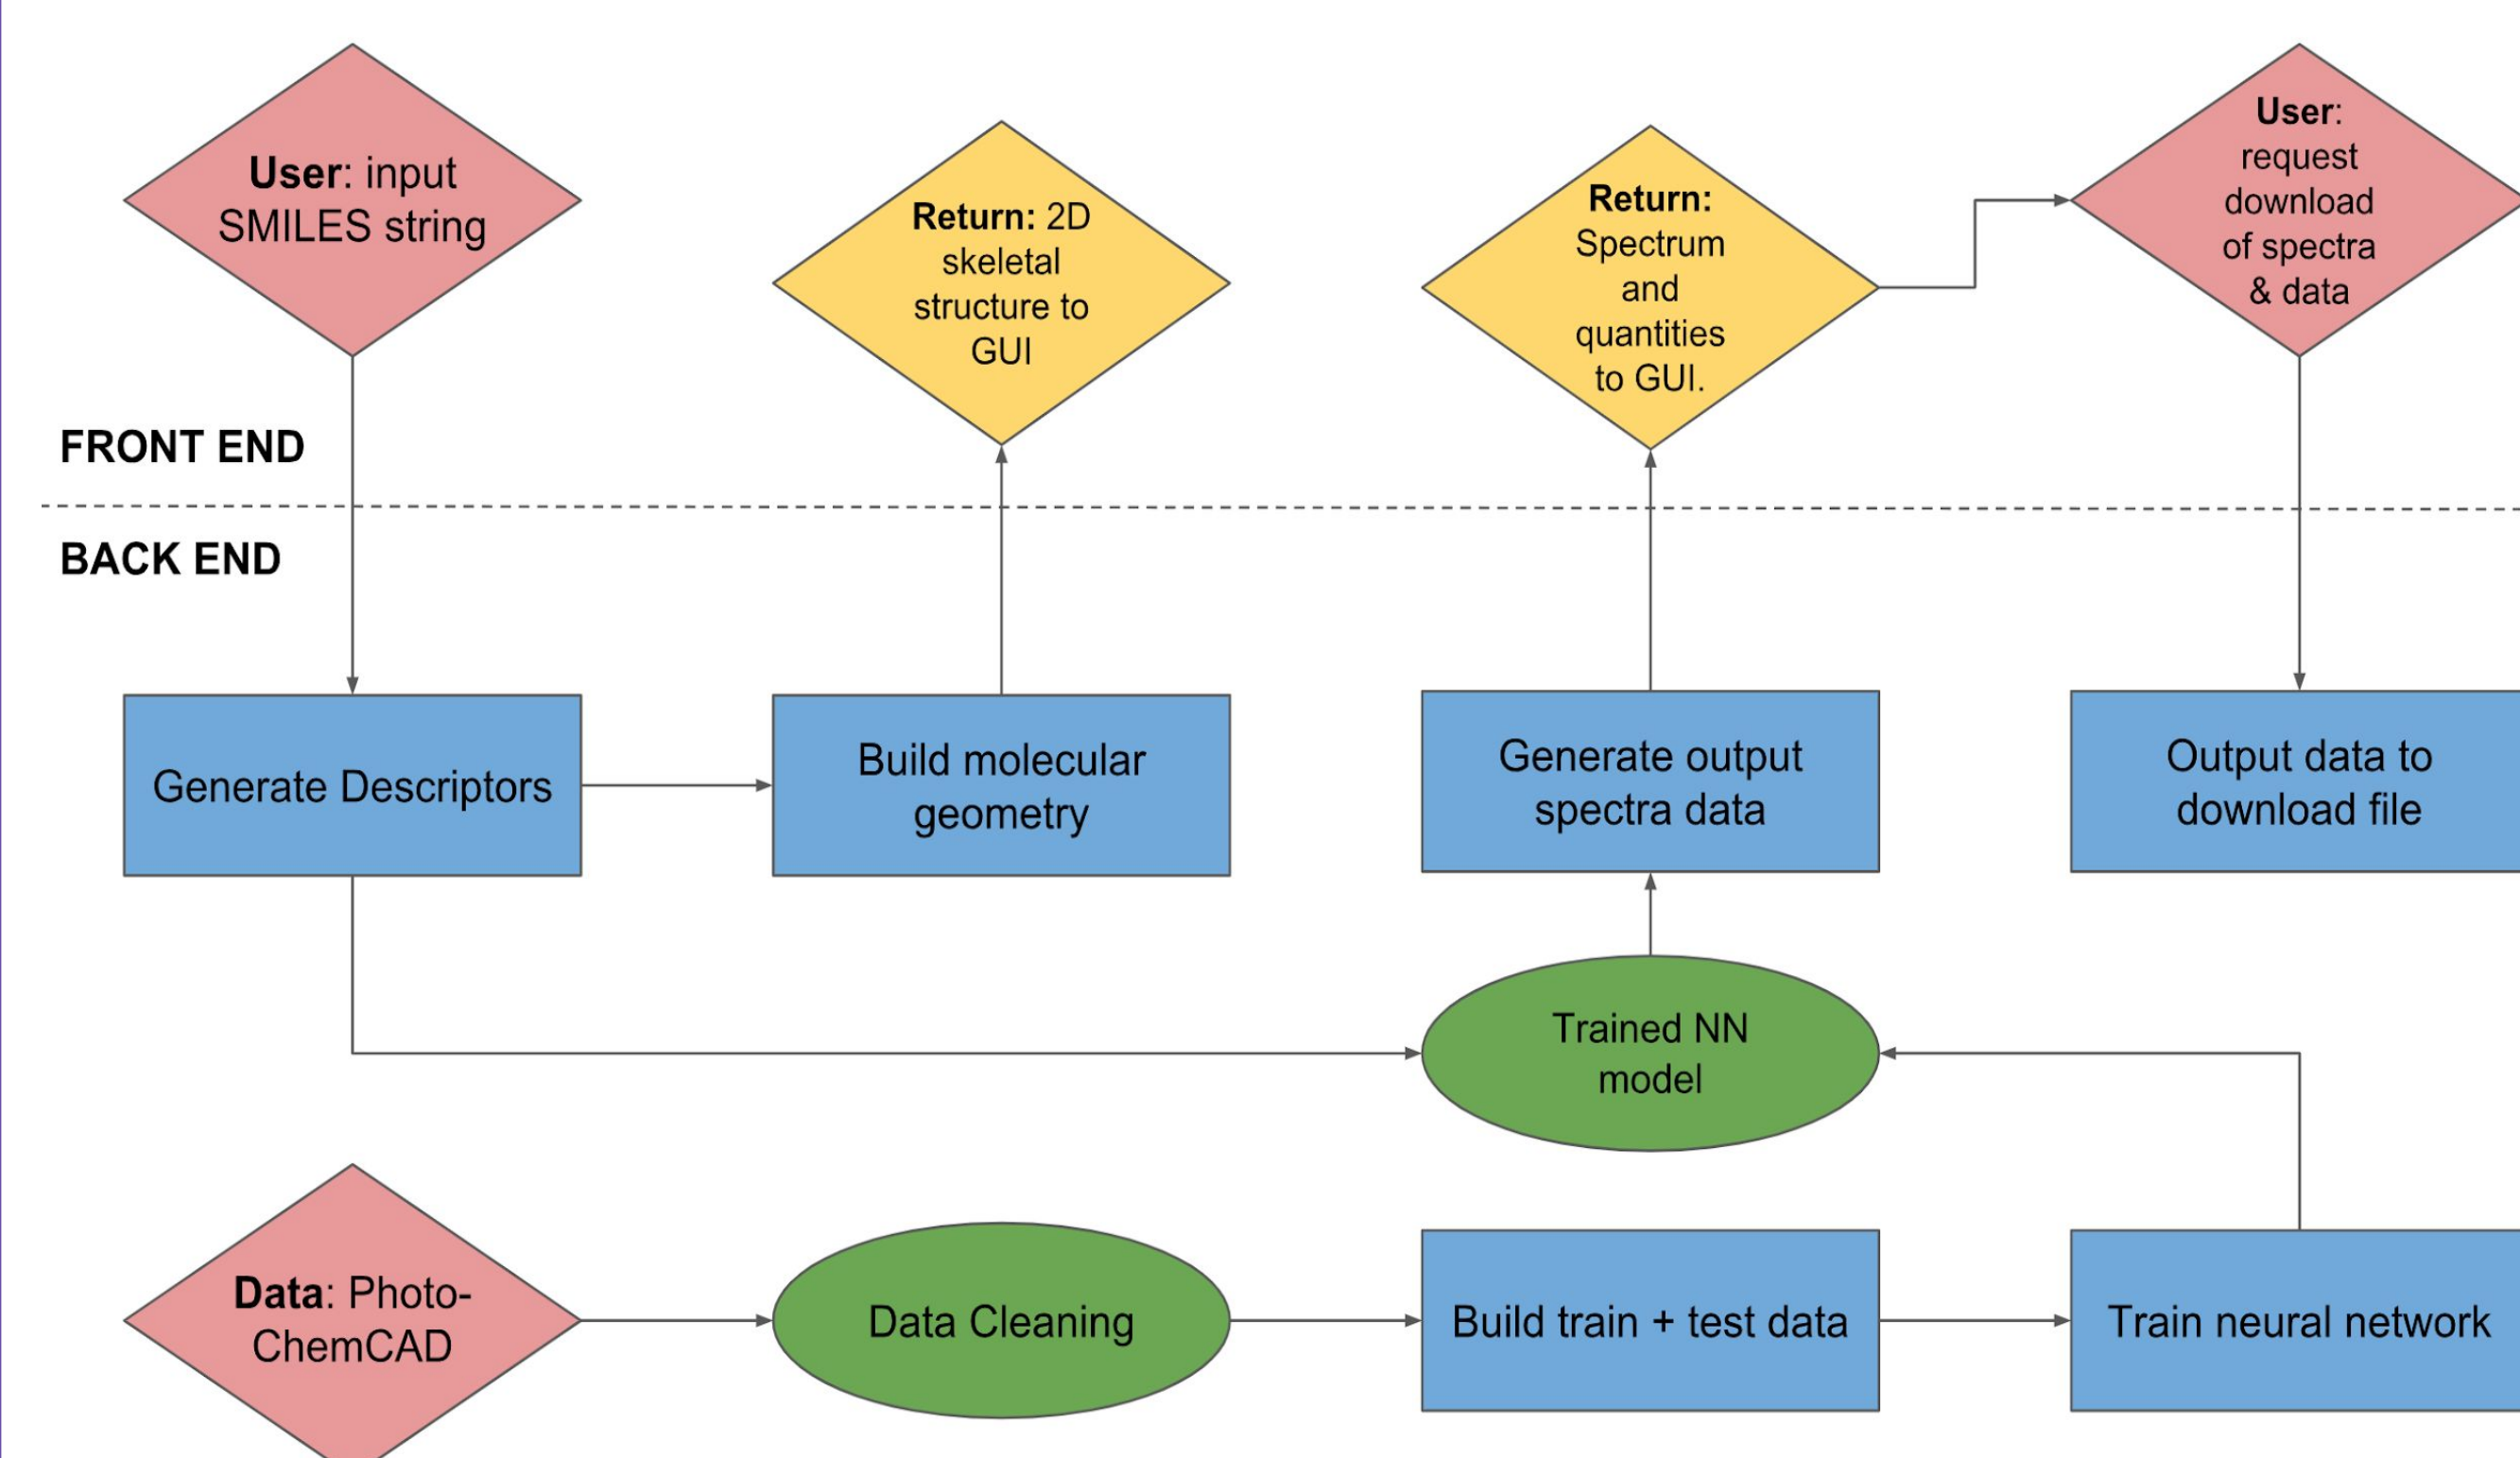 User: input
SMILES string
Return: 2D
skeletal
structure to
GUI
Return:
Spectrum
and
quantities
to GUI.
User:
request
download
of spectra
& data
FRONT END
BACK END
Generate Descriptors
Build molecular
geometry
Generate output
spectra data
Output data to
download file
Trained NN
model
Data: Photo-
ChemCAD
Data Cleaning
Build train + test data
Train neural network